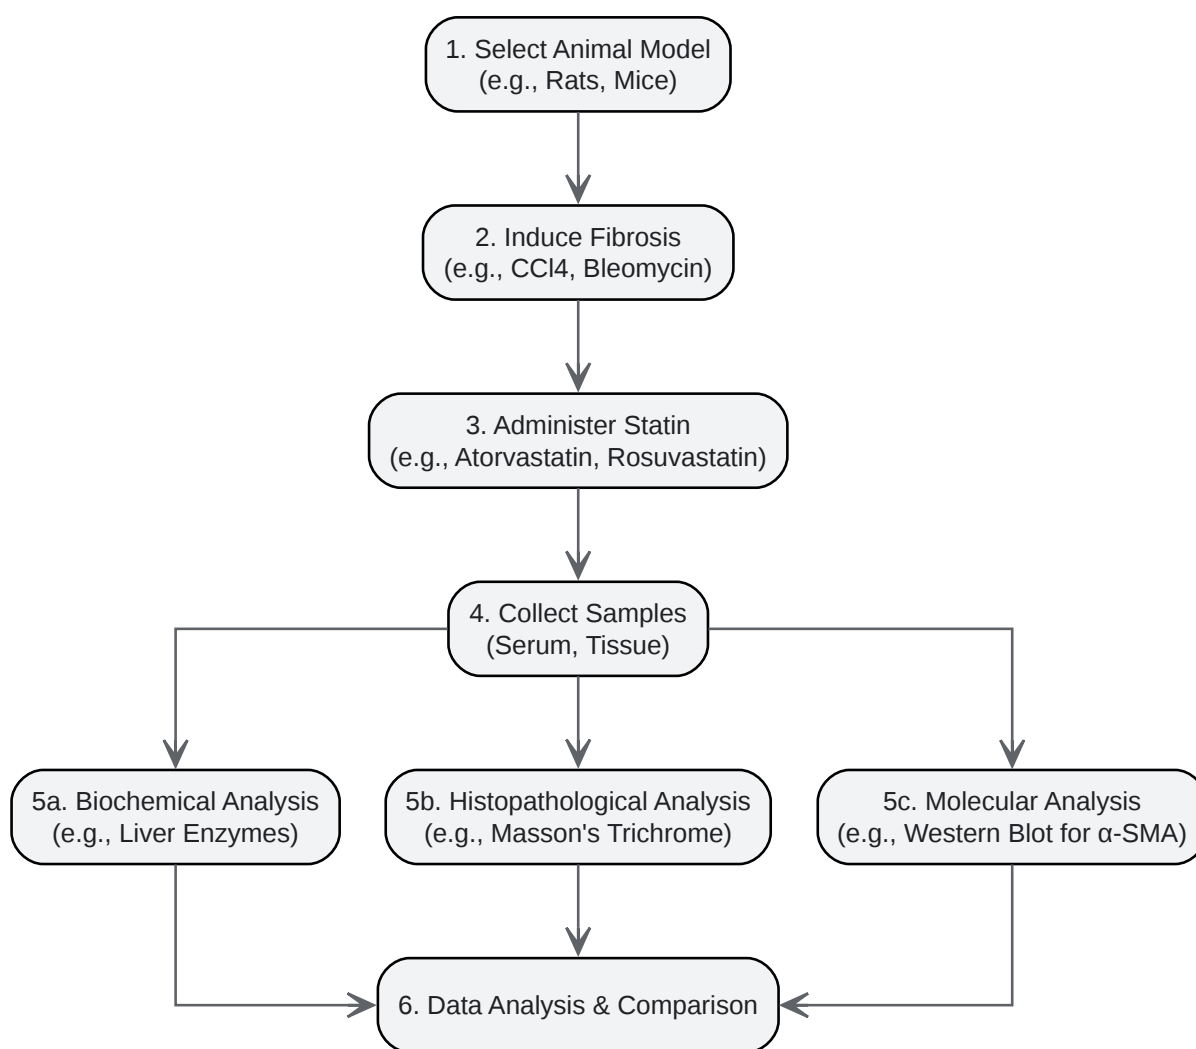 1. Select Animal Model
(e.g., Rats, Mice)
2. Induce Fibrosis
(e.g., CCl4, Bleomycin)
3. Administer Statin
(e.g., Atorvastatin, Rosuvastatin)
4. Collect Samples
(Serum, Tissue)
5a. Biochemical Analysis
(e.g., Liver Enzymes)
5b. Histopathological Analysis
(e.g., Masson's Trichrome)
5c. Molecular Analysis
(e.g., Western Blot for α-SMA)
6. Data Analysis & Comparison